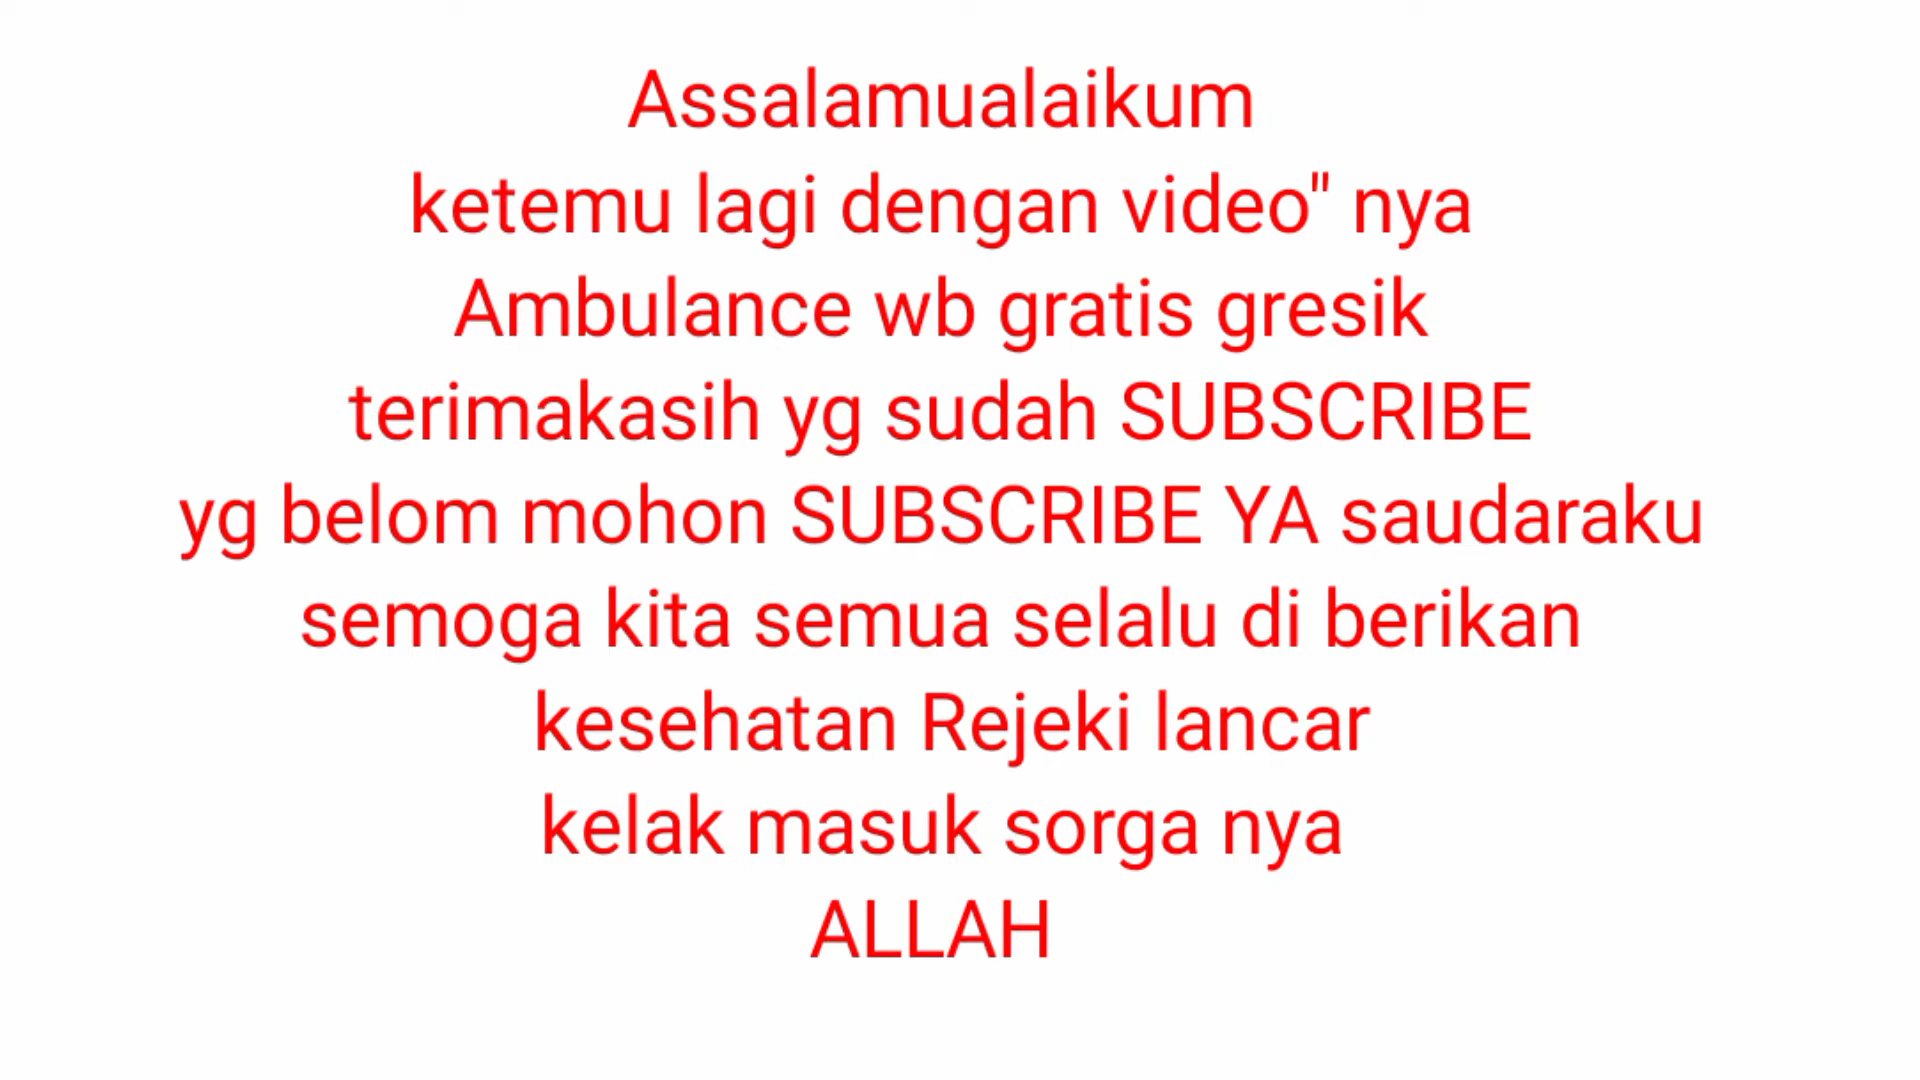 Assalamualaikum
ketemu lagi dengan video" nya
Ambulance wb gratis gresik
terimakasih yg sudah SUBSCRIBE
yg belom mohon SUBSCRIBE YA saudaraku
semoga kita semua selalu di berikan
kesehatan Rejeki lancar
kelak masuk sorga nya
ALLAH